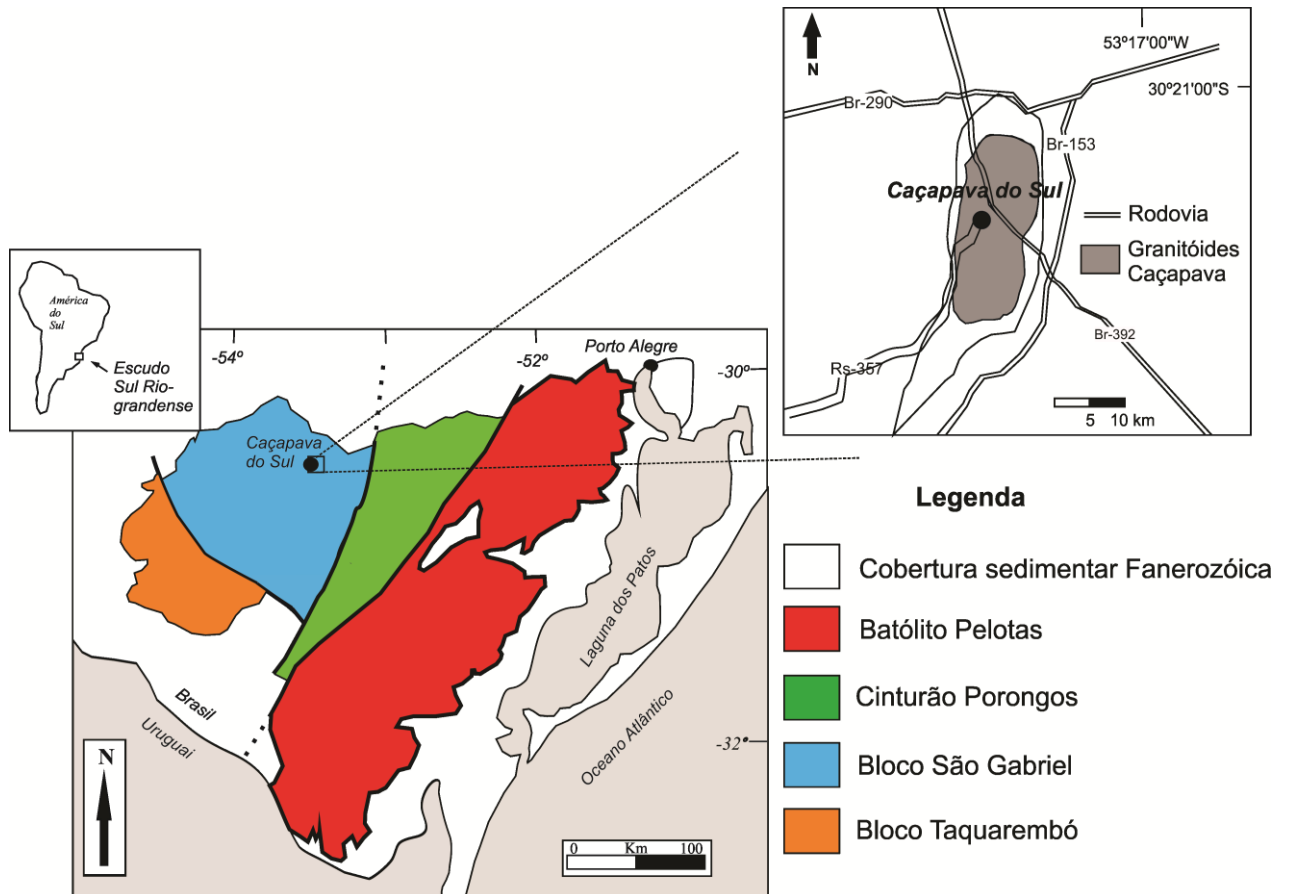 53º17'00"W
30º21'00"S
N
Br-290
Br-153
Caçapava do Sul
Rodovia
Granitóides
Caçapava
Br-392
Rs-357
5 10 km
América
do
Sul
Escudo
Sul Rio-
grandense
-54º
-52º
Porto Alegre
-30º
Caçapava
do Sul
Laguna dos Patos
Oceano Atlântico
Brasil
Uruguai
-32º
N
0 Km 100
Legenda
Cobertura sedimentar Fanerozóica
Batólito Pelotas
Cinturão Porongos
Bloco São Gabriel
Bloco Taquarembó